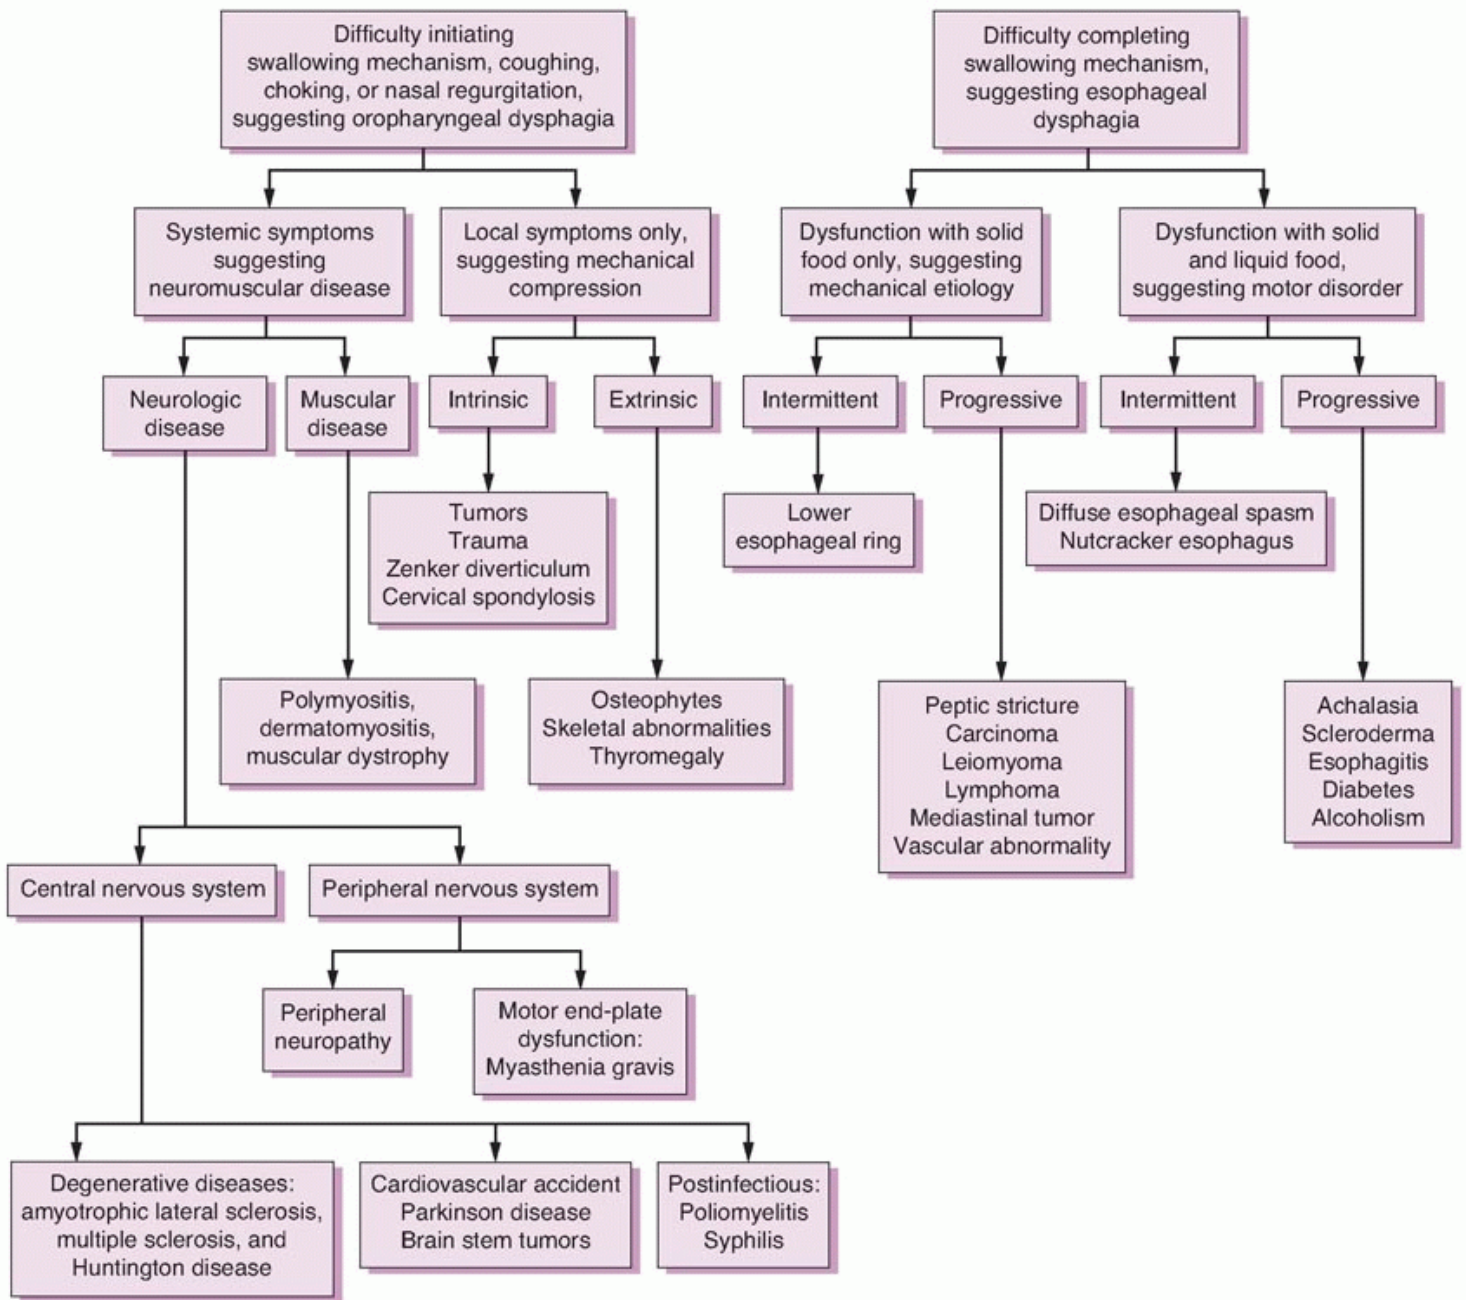 Difficulty initiating
swallowing mechanism, coughing,
choking, or nasal regurgitation,
suggesting oropharyngeal dysphagia
Difficulty completing
swallowing mechanism,
suggesting esophageal
dysphagia
Systemic symptoms
suggesting
neuromuscular disease
Local symptoms only,
suggesting mechanical
compression
Dysfunction with solid
food only, suggesting
mechanical etiology
Dysfunction with solid
and liquid food,
suggesting motor disorder
Neurologic
disease
Muscular
disease
Intrinsic
Extrinsic
Intermittent
Progressive
Intermittent
Progressive
Tumors
Trauma
Zenker diverticulum
Cervical spondylosis
Lower
esophageal ring
Diffuse esophageal spasm
Nutcracker esophagus
Polymyositis,
dermatomyositis,
muscular dystrophy
Osteophytes
Skeletal abnormalities
Thyromegaly
Peptic stricture
Carcinoma
Leiomyoma
Lymphoma
Mediastinal tumor
Vascular abnormality
Achalasia
Scleroderma
Esophagitis
Diabetes
Alcoholism
Central nervous system
Peripheral nervous system
Peripheral
neuropathy
Motor end-plate
dysfunction:
Myasthenia gravis
Degenerative diseases:
amyotrophic lateral sclerosis,
multiple sclerosis, and
Huntington disease
Cardiovascular accident
Parkinson disease
Brain stem tumors
Postinfectious:
Poliomyelitis
Syphilis